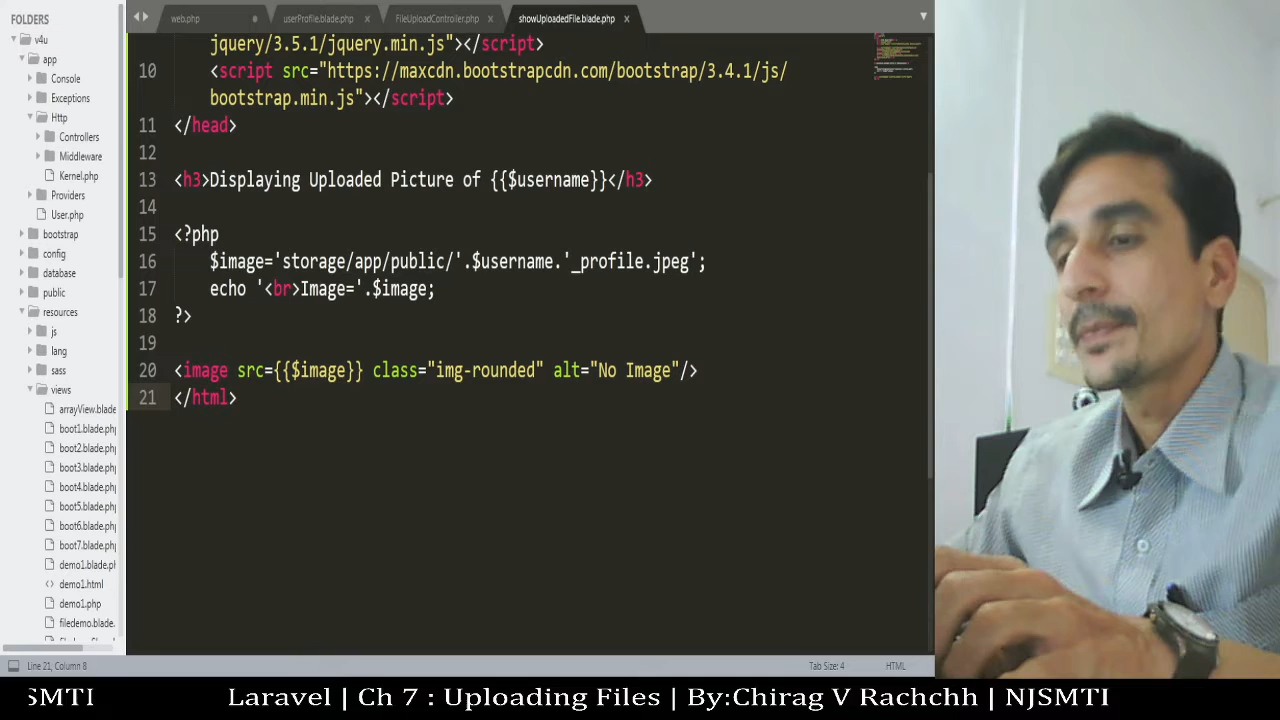 FOLDERS
v4u
app
Console
Exceptions
Http
Controllers
Middleware
Kernel.php
Providers
User.php
bootstrap
config
database
public
resources
js
lang
sass
views
arrayView.blade
boot1.blade.php
boot2.blade.php
boot3.blade.php
boot4.blade.php
boot5.blade.php
boot6.blade.php
boot7.blade.php
demo1.blade.php
demo1.html
demo1.php
filedemo.blade.
web.php
userProfile.blade.php
FileUploadController.php
showUploadedFile.blade.php
jquery/3.5.1/jquery.min.js"></script>
10 <script src="https://maxcdn.bootstrapcdn.com/bootstrap/3.4.1/js/
bootstrap.min.js"></script>
11 </head>
12
13 <h3>Displaying Uploaded Picture of {{$username}}</h3>
14
15 <?php
16 $image='storage/app/public/'.$username.'_profile.jpeg';
17 echo '<br>Image='.$image;
18 ?>
19
20 <image src={{$image}} class="img-rounded" alt="No Image"/>
21 </html>
Line 21, Column 8
Tab Size: 4
HTML
SMTI Laravel | Ch 7 : Uploading Files | By:Chirag V Rachchh | NJSMTI